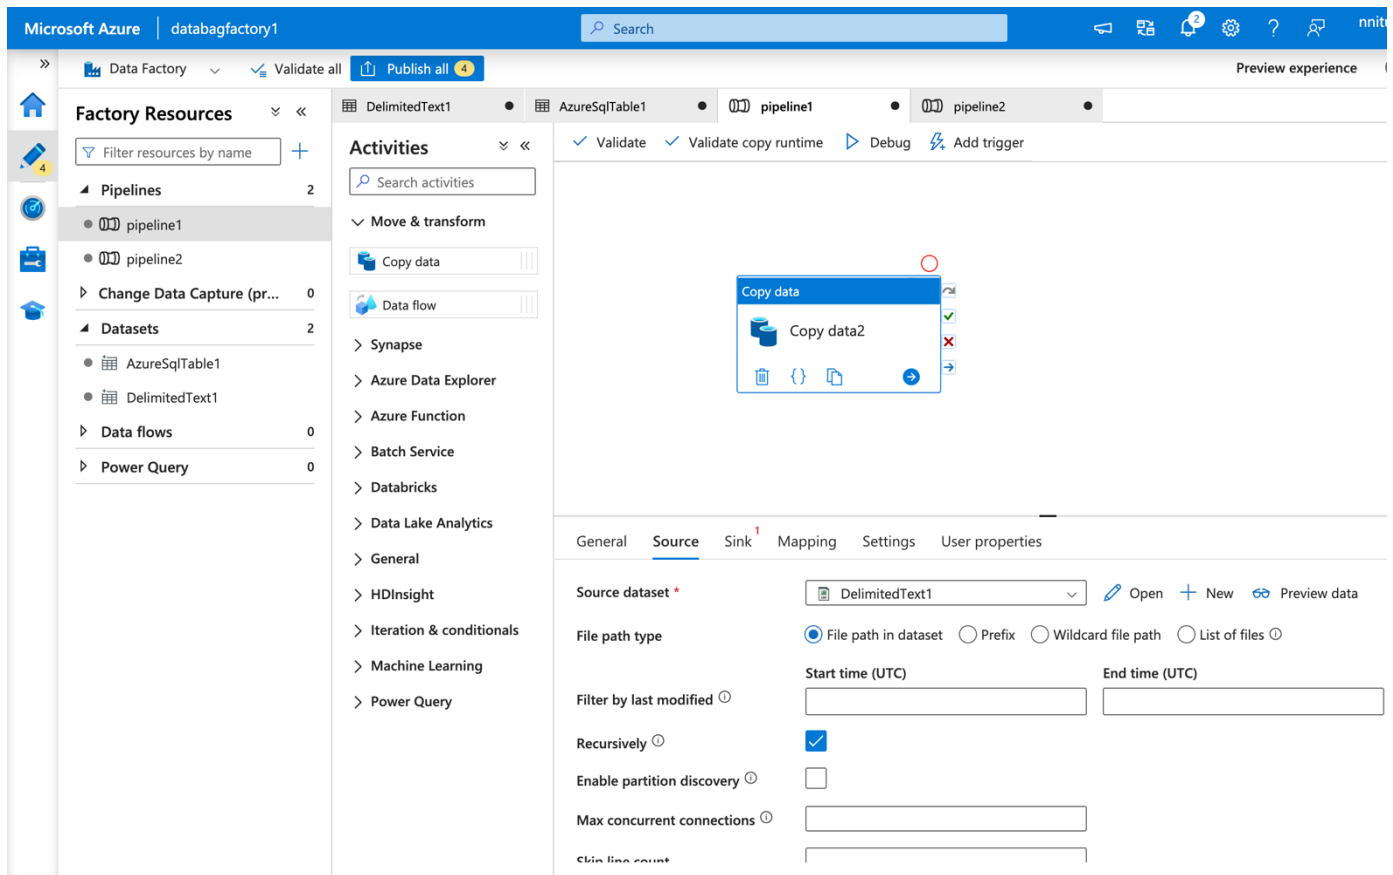 Microsoft Azure databagfactory1 Search 2 nnitu
Data Factory Validate all Publish all 4 Preview experience
Factory Resources
Filter resources by name
4
Pipelines 2
pipeline1
pipeline2
Change Data Capture (pr... 0
Datasets 2
AzureSqlTable1
DelimitedText1
Data flows 0
Power Query 0
DelimitedText1 AzureSqlTable1 pipeline1 pipeline2
Activities
Search activities
Move & transform
Copy data
Data flow
Synapse
Azure Data Explorer
Azure Function
Batch Service
Databricks
Data Lake Analytics
General
HDInsight
Iteration & conditionals
Machine Learning
Power Query
Validate Validate copy runtime Debug Add trigger
Copy data
Copy data2
General Source Sink 1 Mapping Settings User properties
Source dataset * DelimitedText1 Open New Preview data
File path type File path in dataset Prefix Wildcard file path List of files
Start time (UTC) End time (UTC)
Filter by last modified
Recursively
Enable partition discovery
Max concurrent connections
Skip line count